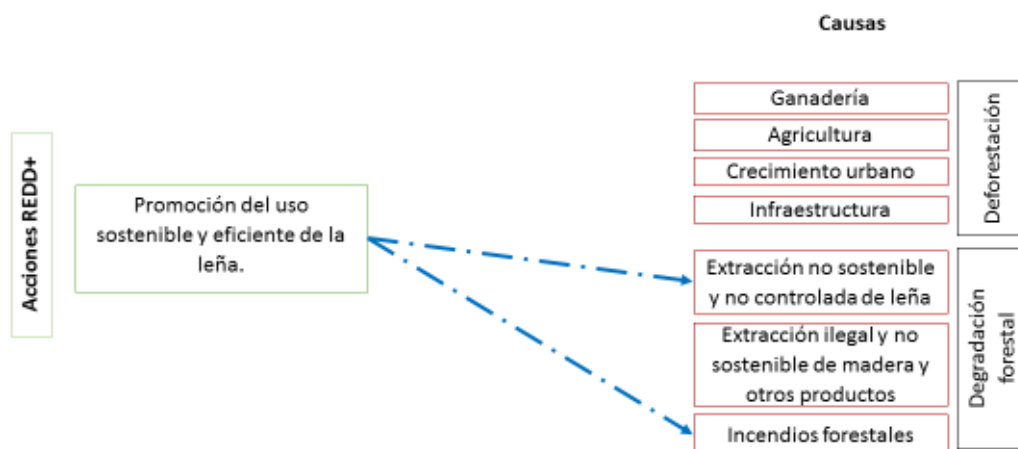 Causas
Acciones REDD+
Promoción del uso
sostenible y eficiente de la
leña.
Ganadería
Agricultura
Crecimiento urbano
Infraestructura
Deforestación
Extracción no sostenible
y no controlada de leña
Extracción ilegal y no
sostenible de madera y
otros productos
Incendios forestales
Degradación
forestal